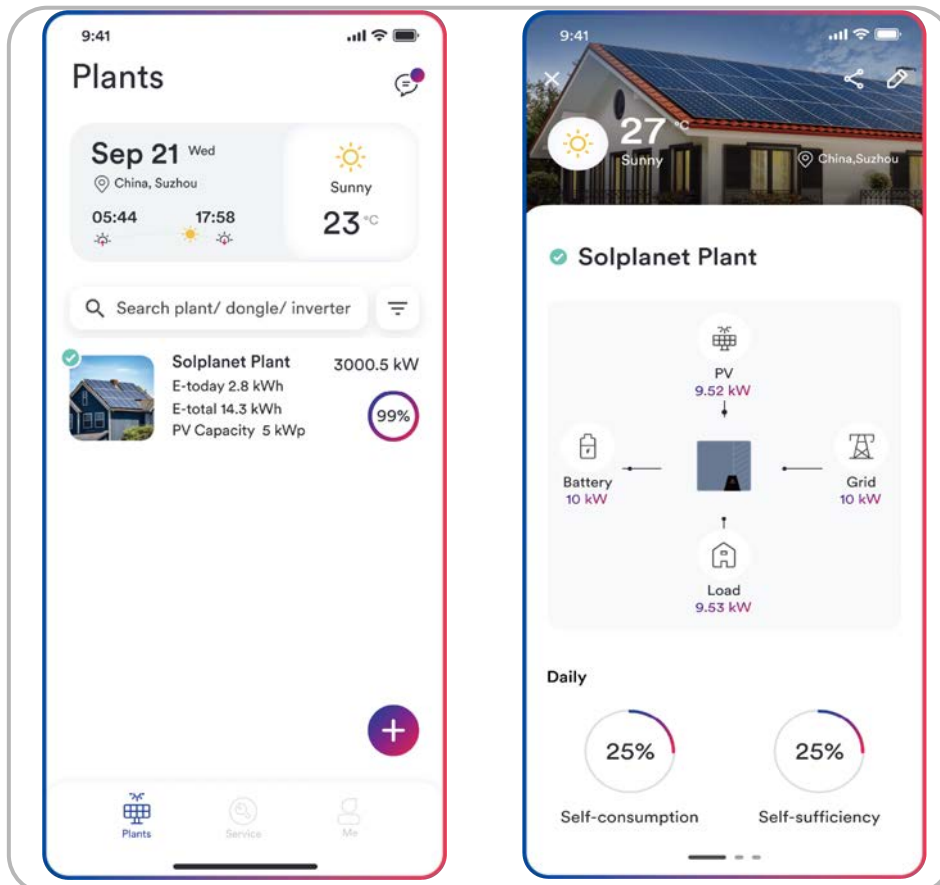 9:41
Plants
Sep 21 Wed
China, Suzhou
Sunny
05:44 17:58
23 °C
Search plant/ dongle/ inverter
Solplanet Plant 3000.5 kW
E-today 2.8 kWh
E-total 14.3 kWh
99%
PV Capacity 5 kWp
Plants Service Me
9:41
27 °C
Sunny
China,Suzhou
Solplanet Plant
PV
9.52 kW
Battery
10 kW
Grid
10 kW
Load
9.53 kW
Daily
25% 25%
Self-consumption Self-sufficiency